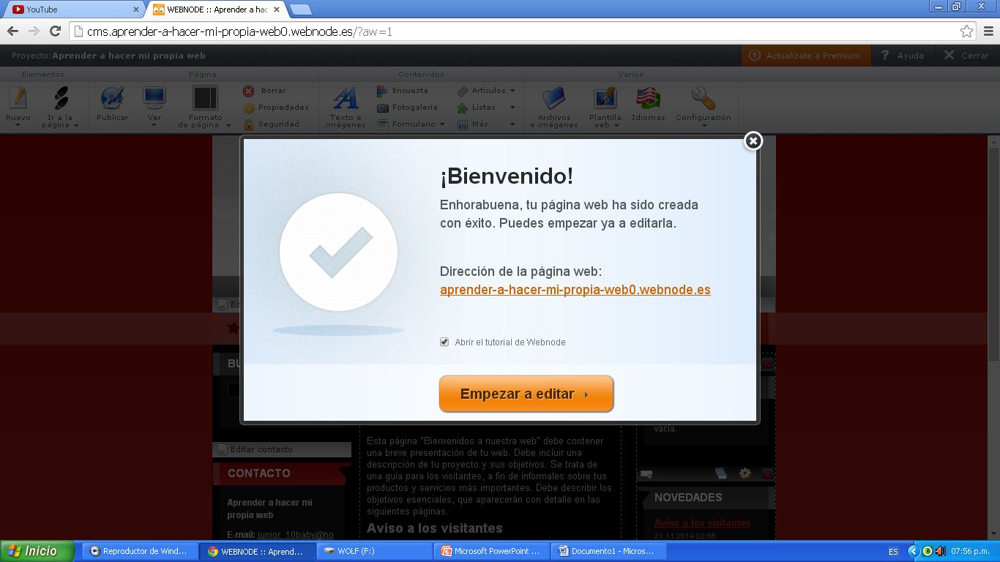 YouTube
WEBNODE :: Aprender a hac
cms.aprender-a-hacer-mi-propia-web0.webnode.es/?aw=1
Proyecto: Aprender a hacer mi propia web
Actualízate a Premium
Ayuda
Cerrar
Elementos
Página
Contenidos
Varios
Nuevo
Ir a la
página
Publicar
Ver
Formato
de página
Borrar
Propiedades
Seguridad
Texto e
imágenes
Encuesta
Fotogalería
Formulario
Artículos
Listas
Más
Archivos
e imágenes
Plantilla
web
Idiomas
Configuración
¡Bienvenido!
Enhorabuena, tu página web ha sido creada
con éxito. Puedes empezar ya a editarla.
Dirección de la página web:
aprender-a-hacer-mi-propia-web0.webnode.es
Abrir el tutorial de Webnode
Empezar a editar
Ed
BU
Editar contacto
CONTACTO
Aprender a hacer mi
propia web
E-mail: junior_10baby@ho
Esta página "Bienvenidos a nuestra web" debe contener
una breve presentación de tu web. Debe incluir una
descripción de tu proyecto y sus objetivos. Se trata de
una guía para los visitantes, a fin de informales sobre tus
productos y servicios más importantes. Debe describir los
objetivos esenciales, que aparecerán con detalle en las
siguientes páginas.
Aviso a los visitantes
vacía.
NOVEDADES
Aviso a los visitantes
21.11.2014 02:56
Inicio
Reproductor de Wind...
WEBNODE :: Aprend...
WOLF (F:)
Microsoft PowerPoint ...
Documento1 - Micros...
ES
07:56 p.m.